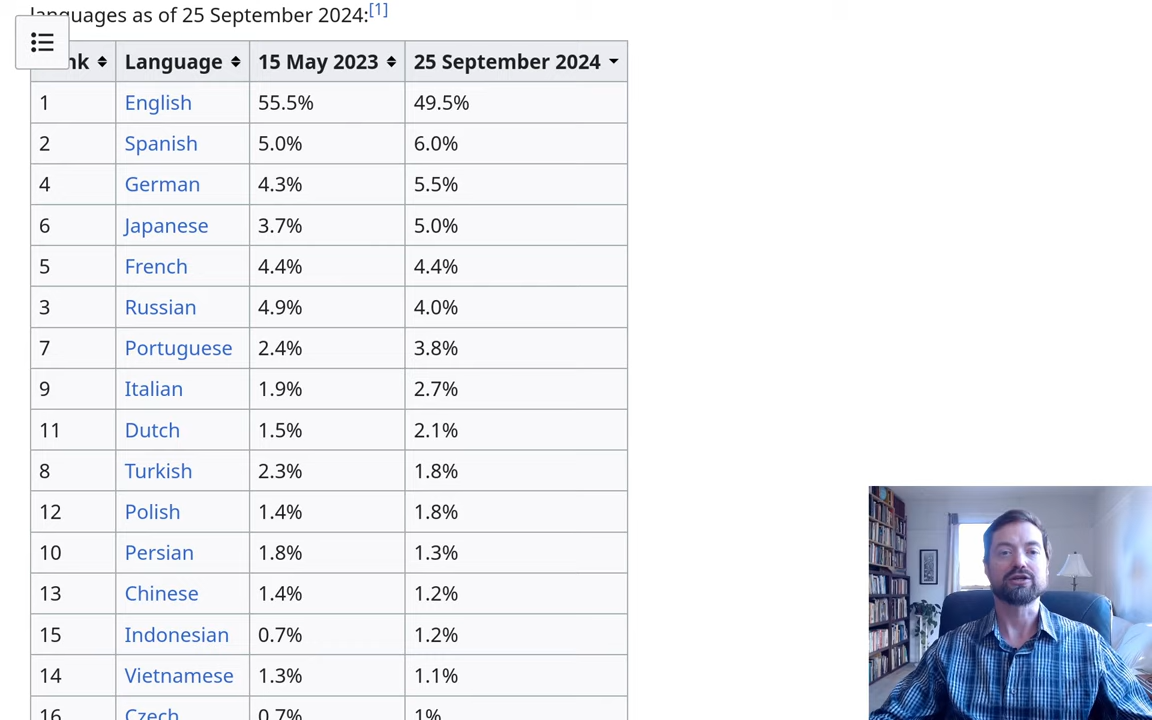 languages as of 25 September 2024:[1]
nk Language 15 May 2023 25 September 2024
1 English 55.5% 49.5%
2 Spanish 5.0% 6.0%
4 German 4.3% 5.5%
6 Japanese 3.7% 5.0%
5 French 4.4% 4.4%
3 Russian 4.9% 4.0%
7 Portuguese 2.4% 3.8%
9 Italian 1.9% 2.7%
11 Dutch 1.5% 2.1%
8 Turkish 2.3% 1.8%
12 Polish 1.4% 1.8%
10 Persian 1.8% 1.3%
13 Chinese 1.4% 1.2%
15 Indonesian 0.7% 1.2%
14 Vietnamese 1.3% 1.1%
16 Czech 0.7% 1%